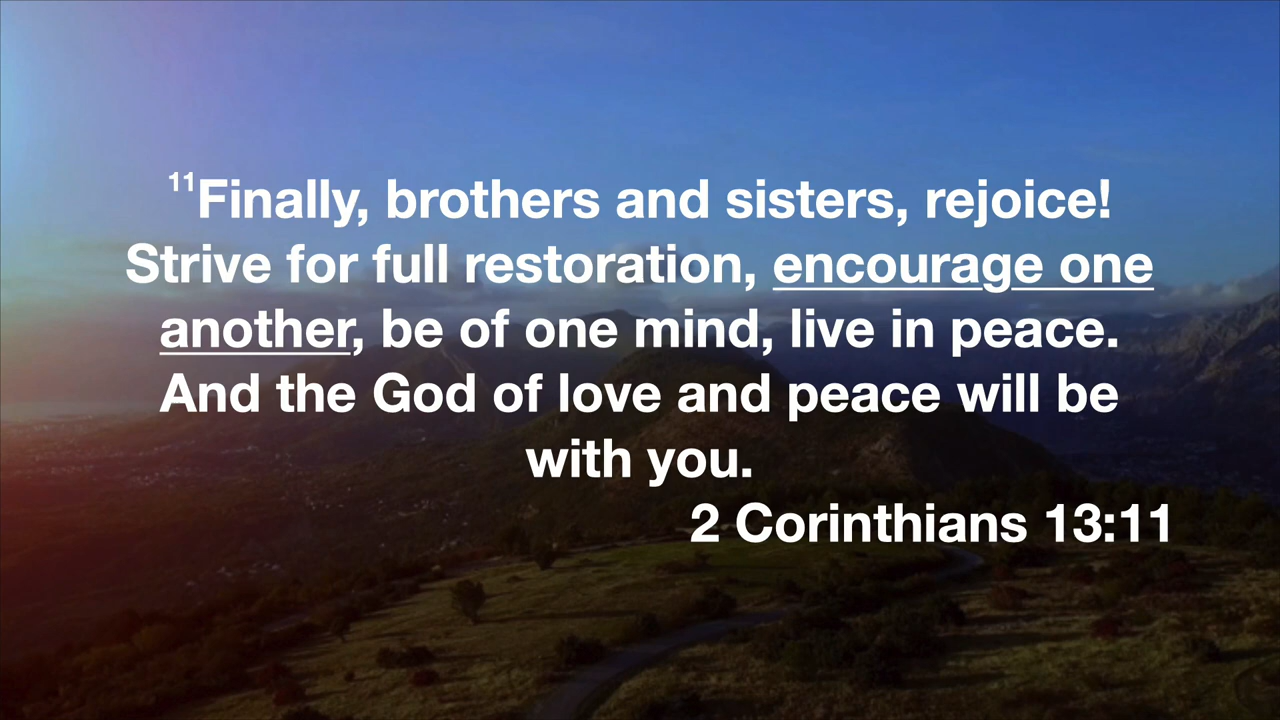 11Finally, brothers and sisters, rejoice!
Strive for full restoration, encourage one
another, be of one mind, live in peace.
And the God of love and peace will be
with you.
2 Corinthians 13:11